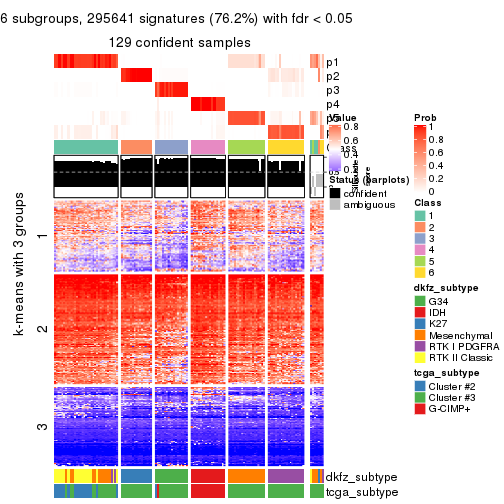 6 subgroups, 295641 signatures (76.2%) with fdr < 0.05
129 confident samples
p1
p2
p3
p4
k-means with 3 groups
1
2
3
Value
0.8
0.6
0.4
0.2
Status (barplots)
confident
ambiguous
Prob
1
0.8
0.6
0.4
0.2
0
Class
1
2
3
4
5
6
dkfz_subtype
G34
IDH
K27
Mesenchymal
RTK I PDGFRA
RTK II Classic
tcga_subtype
Cluster #2
Cluster #3
G-CIMP+
dkfz_subtype
tcga_subtype